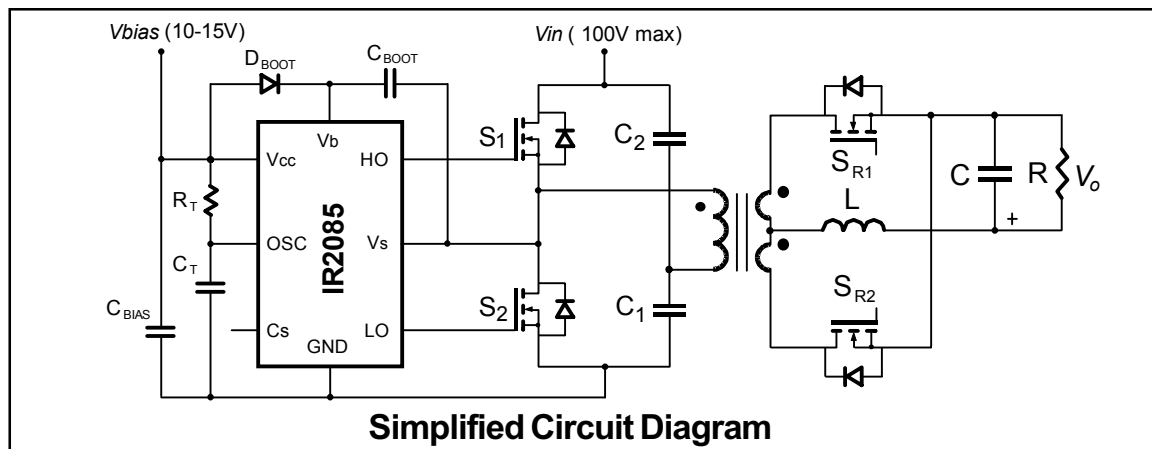 Vbias (10-15V)
Vin ( 100V max)
DBOOT
CBOOT
Vb
Vcc
HO
S1
C2
SR1
RT
C
R
Vo
L
+
OSC
IR2085
Vs
CT
SR2
CBIAS
S2
C1
Cs
LO
GND
Simplified Circuit Diagram